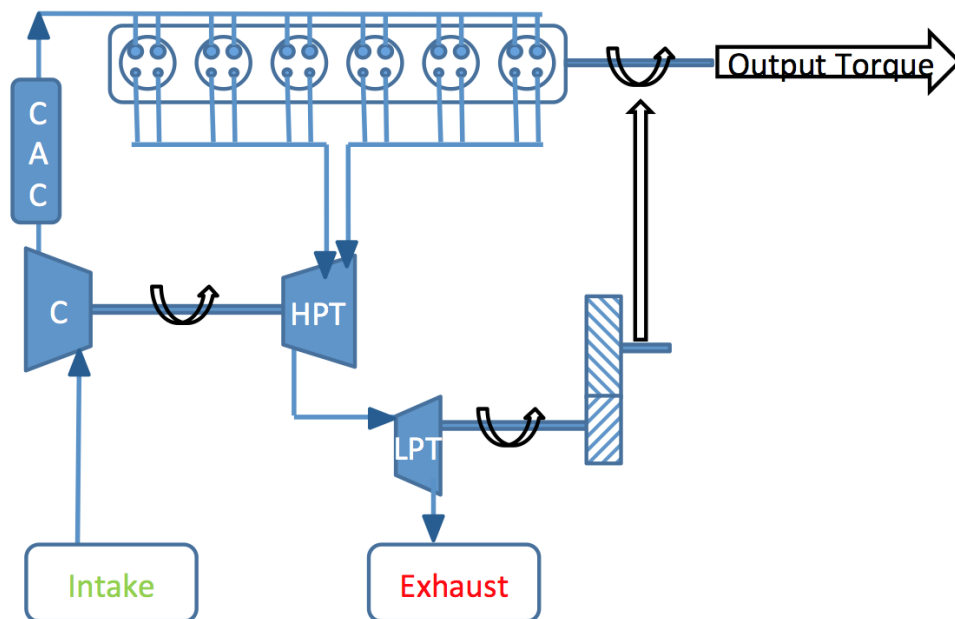 Output Torque
C
A
C
C
HPT
LPT
Intake
Exhaust